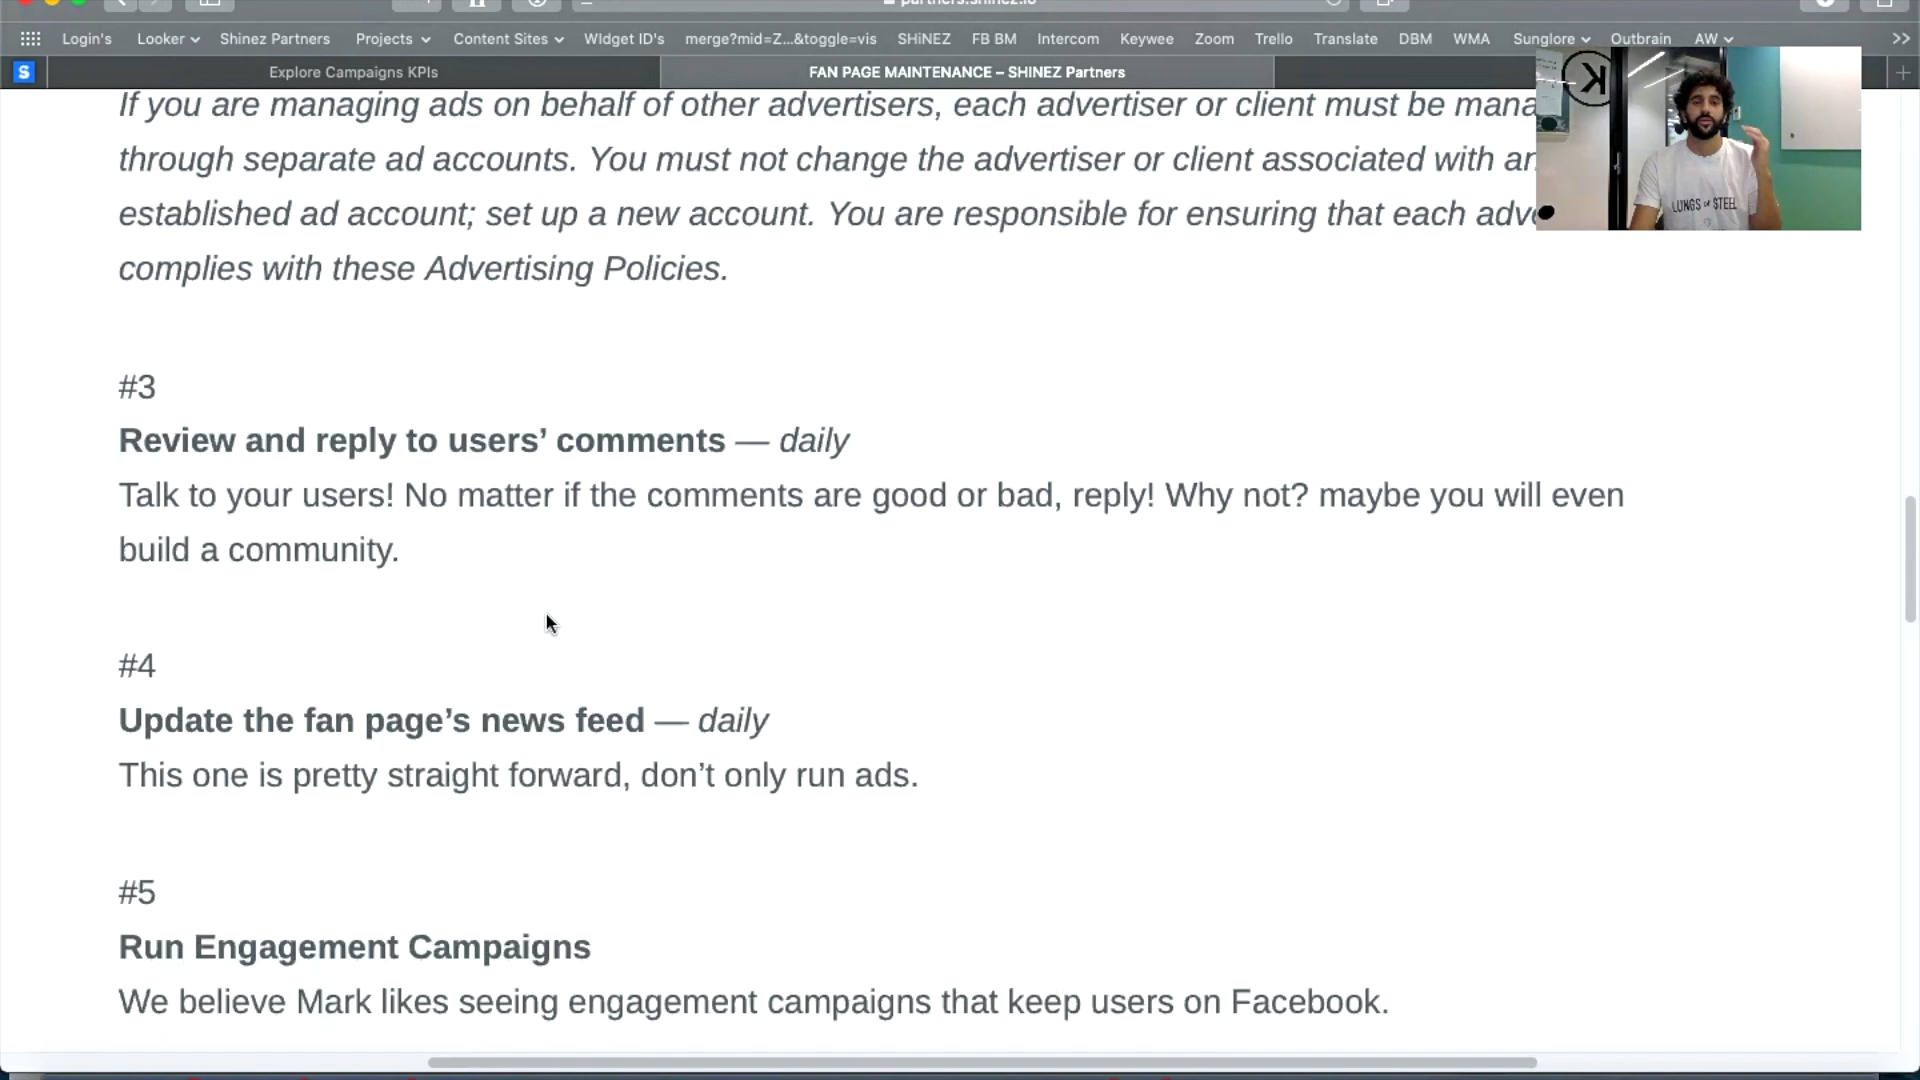 partners.shinez.io
Login's Looker Shinez Partners Projects Content Sites WIdget ID's merge?mid=Z...&toggle=vis SHiNEZ FB BM Intercom Keywee Zoom Trello Translate DBM WMA Sunglore Outbrain AW
S Explore Campaigns KPIs FAN PAGE MAINTENANCE – SHINEZ Partners
If you are managing ads on behalf of other advertisers, each advertiser or client must be
through separate ad accounts. You must not change the advertiser or client associated with
established ad account; set up a new account. You are responsible for ensuring that each
complies with these Advertising Policies.
LUNGS OF STEEL
#3
Review and reply to users’ comments — daily
Talk to your users! No matter if the comments are good or bad, reply! Why not? maybe you will even
build a community.
#4
Update the fan page’s news feed — daily
This one is pretty straight forward, don’t only run ads.
#5
Run Engagement Campaigns
We believe Mark likes seeing engagement campaigns that keep users on Facebook.